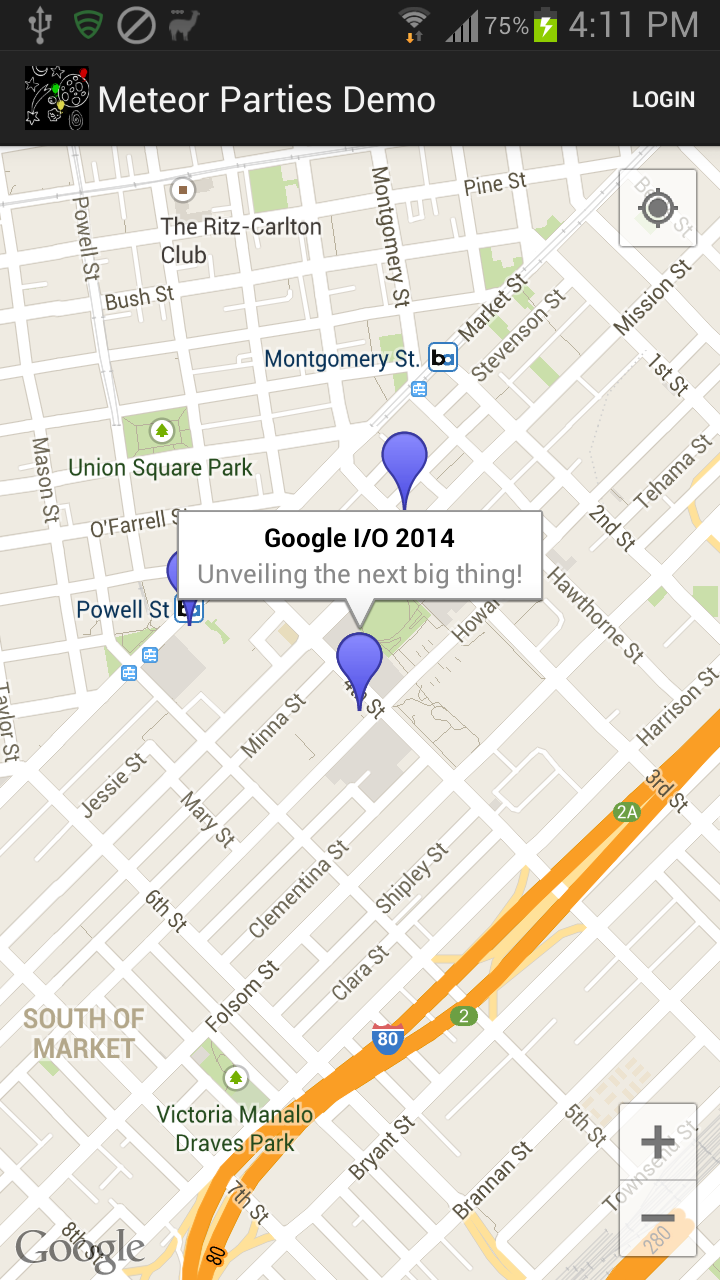 75%
4:11 PM
Meteor Parties Demo
LOGIN
Pine St
Montgomery St
Powell St
The Ritz-Carlton
Club
Bush St
Mission St
Market St
Stevenson St
Montgomery St.
ba
1st St
Mason St
Union Square Park
Tehama St
O'Farrell St
2nd St
Google I/O 2014
Unveiling the next big thing!
Hawthorne St
Powell St
4th St
Taylor St
Minna St
Harrison St
Jessie St
3rd St
2A
Mary St
Clementina St
Shipley St
6th St
Clara St
Folsom St
SOUTH OF
MARKET
2
80
Victoria Manalo
Draves Park
5th St
Bryant St
Brannan St
Townsend St.
7th St
8th St
80
280
Google